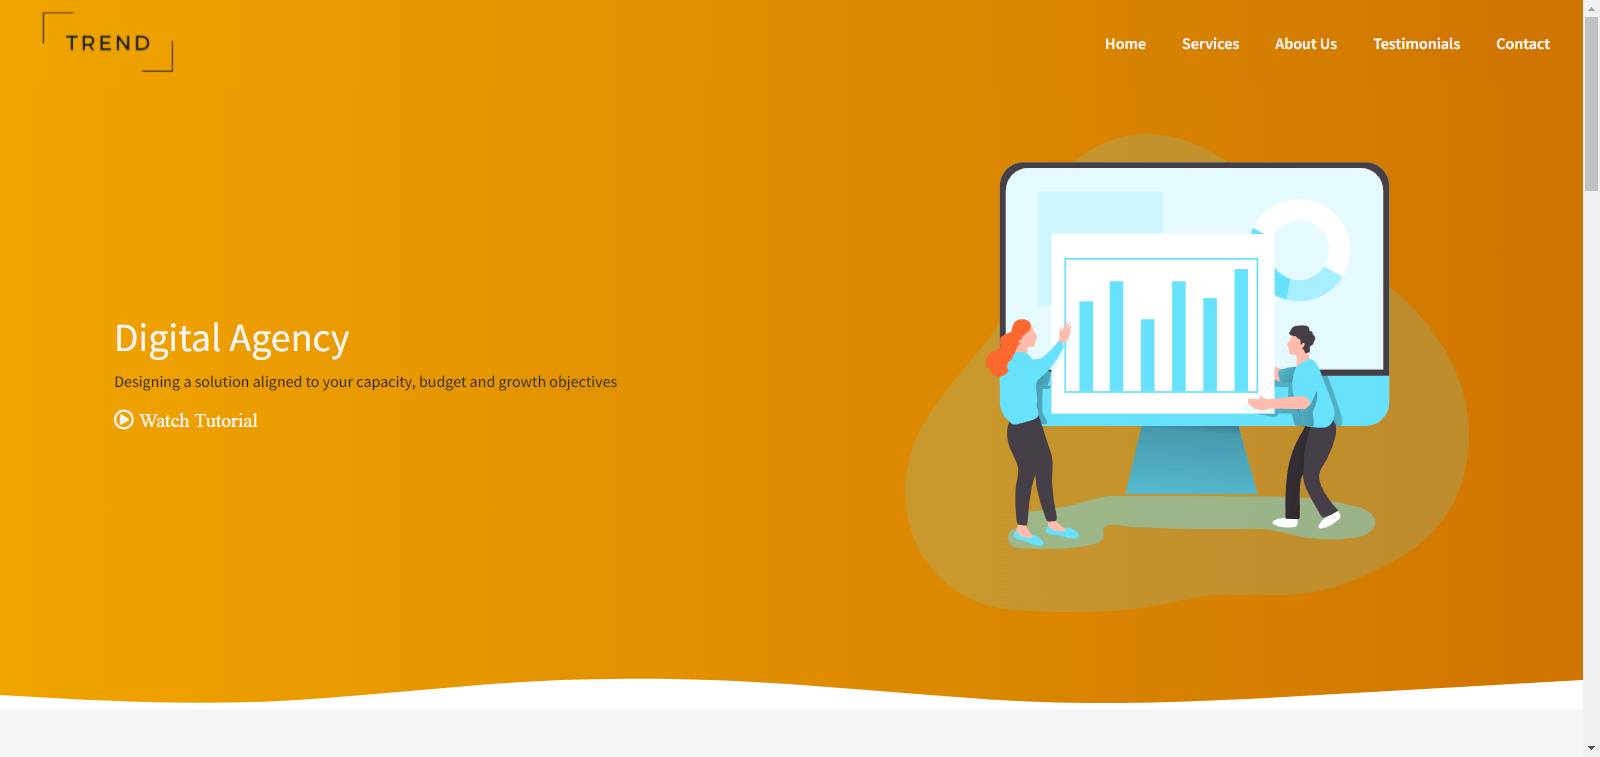 TREND
Home Services About Us Testimonials Contact
Digital Agency
Designing a solution aligned to your capacity, budget and growth objectives
Watch Tutorial